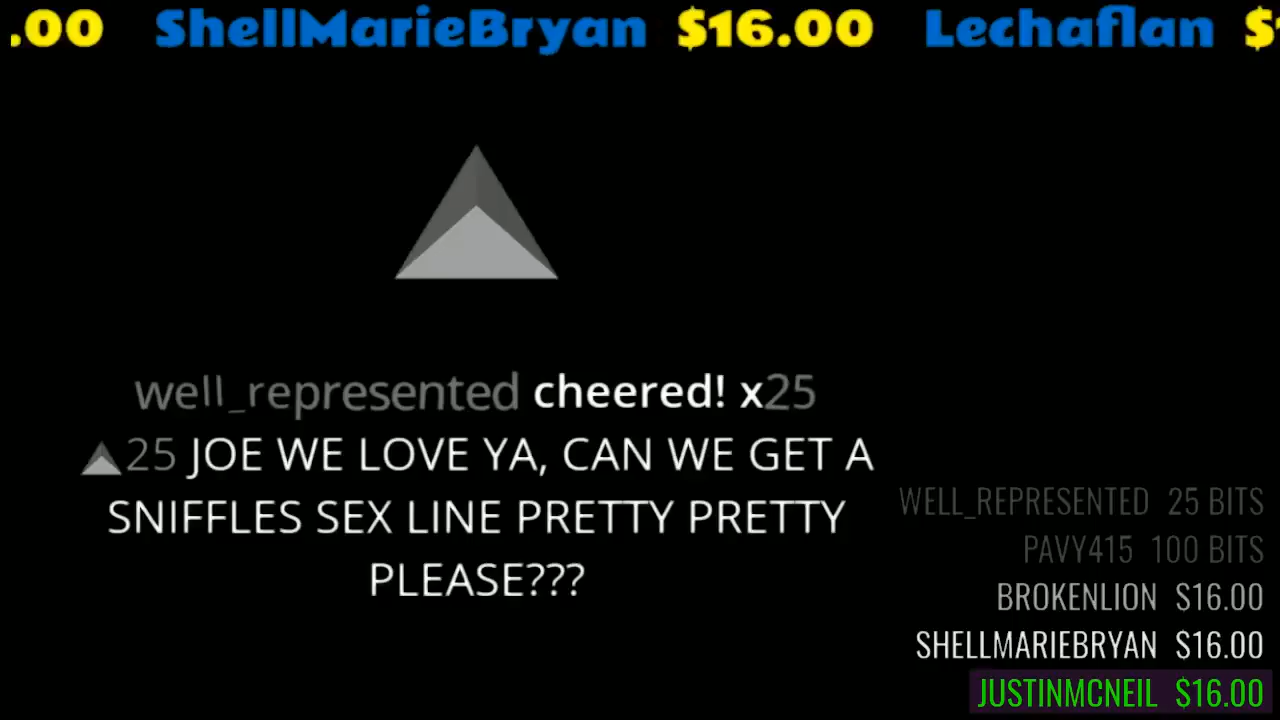 .00 ShellMarieBryan $16.00 Lechaflan $
well_represented cheered! x25
25 JOE WE LOVE YA, CAN WE GET A
SNIFFLES SEX LINE PRETTY PRETTY
PLEASE???
WELL_REPRESENTED 25 BITS
PAVY415 100 BITS
BROKENLION $16.00
SHELLMARIEBRYAN $16.00
JUSTINMCNEIL $16.00